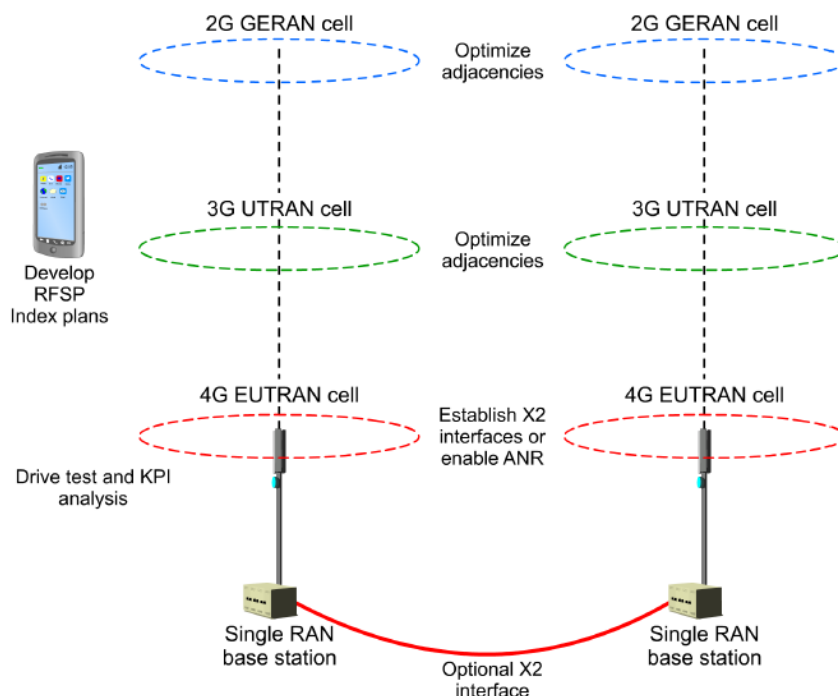 2G GERAN cell
2G GERAN cell
Optimize
adjacencies
3G UTRAN cell
3G UTRAN cell
Optimize
adjacencies
Develop
RFSP
Index plans
4G EUTRAN cell
4G EUTRAN cell
Establish X2
interfaces or
enable ANR
Drive test and KPI
analysis
Single RAN
base station
Single RAN
base station
Optional X2
interface